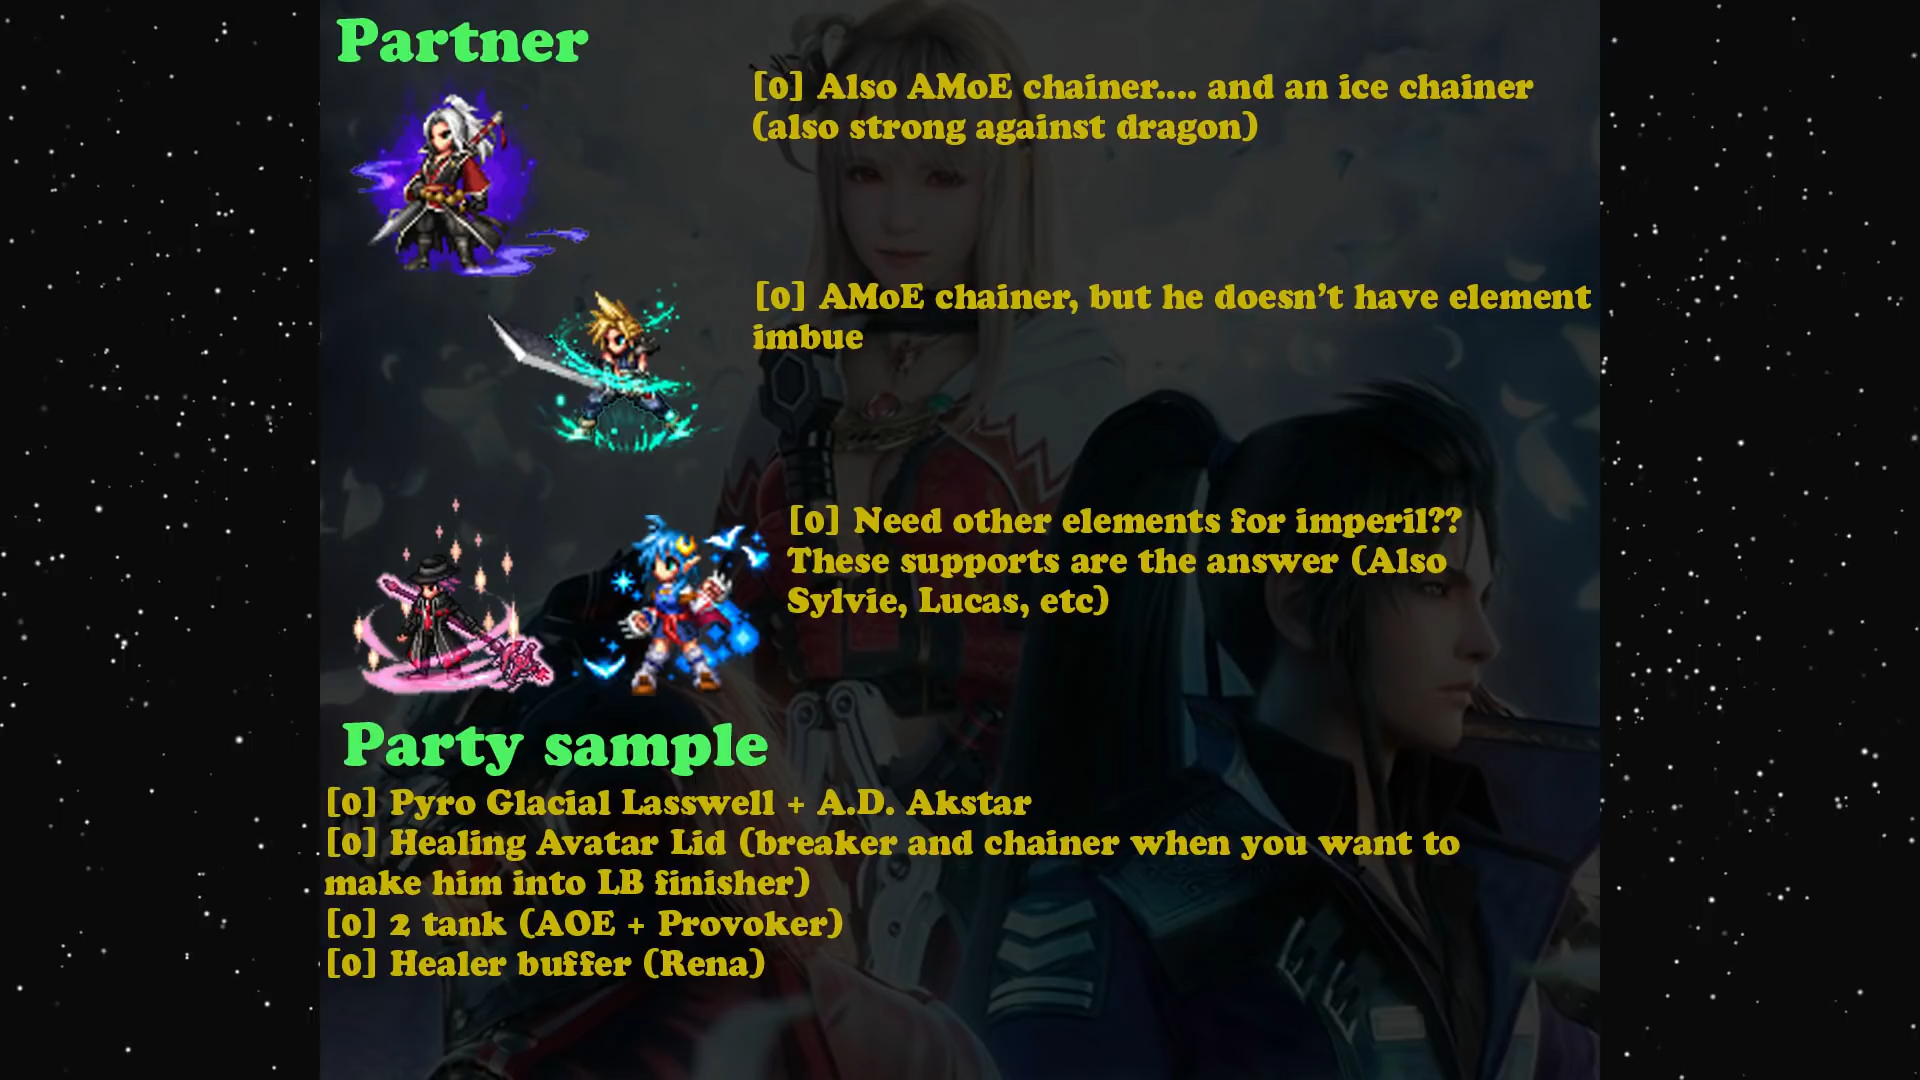 Partner
[0] Also AMoE chainer.... and an ice chainer
(also strong against dragon)
[0] AMoE chainer, but he doesn't have element
imbue
[0] Need other elements for imperil??
These supports are the answer (Also
Sylvie, Lucas, etc)
Party sample
[0] Pyro Glacial Lasswell + A.D. Akstar
[0] Healing Avatar Lid (breaker and chainer when you want to
make him into LB finisher)
[0] 2 tank (AOE + Provoker)
[0] Healer buffer (Rena)